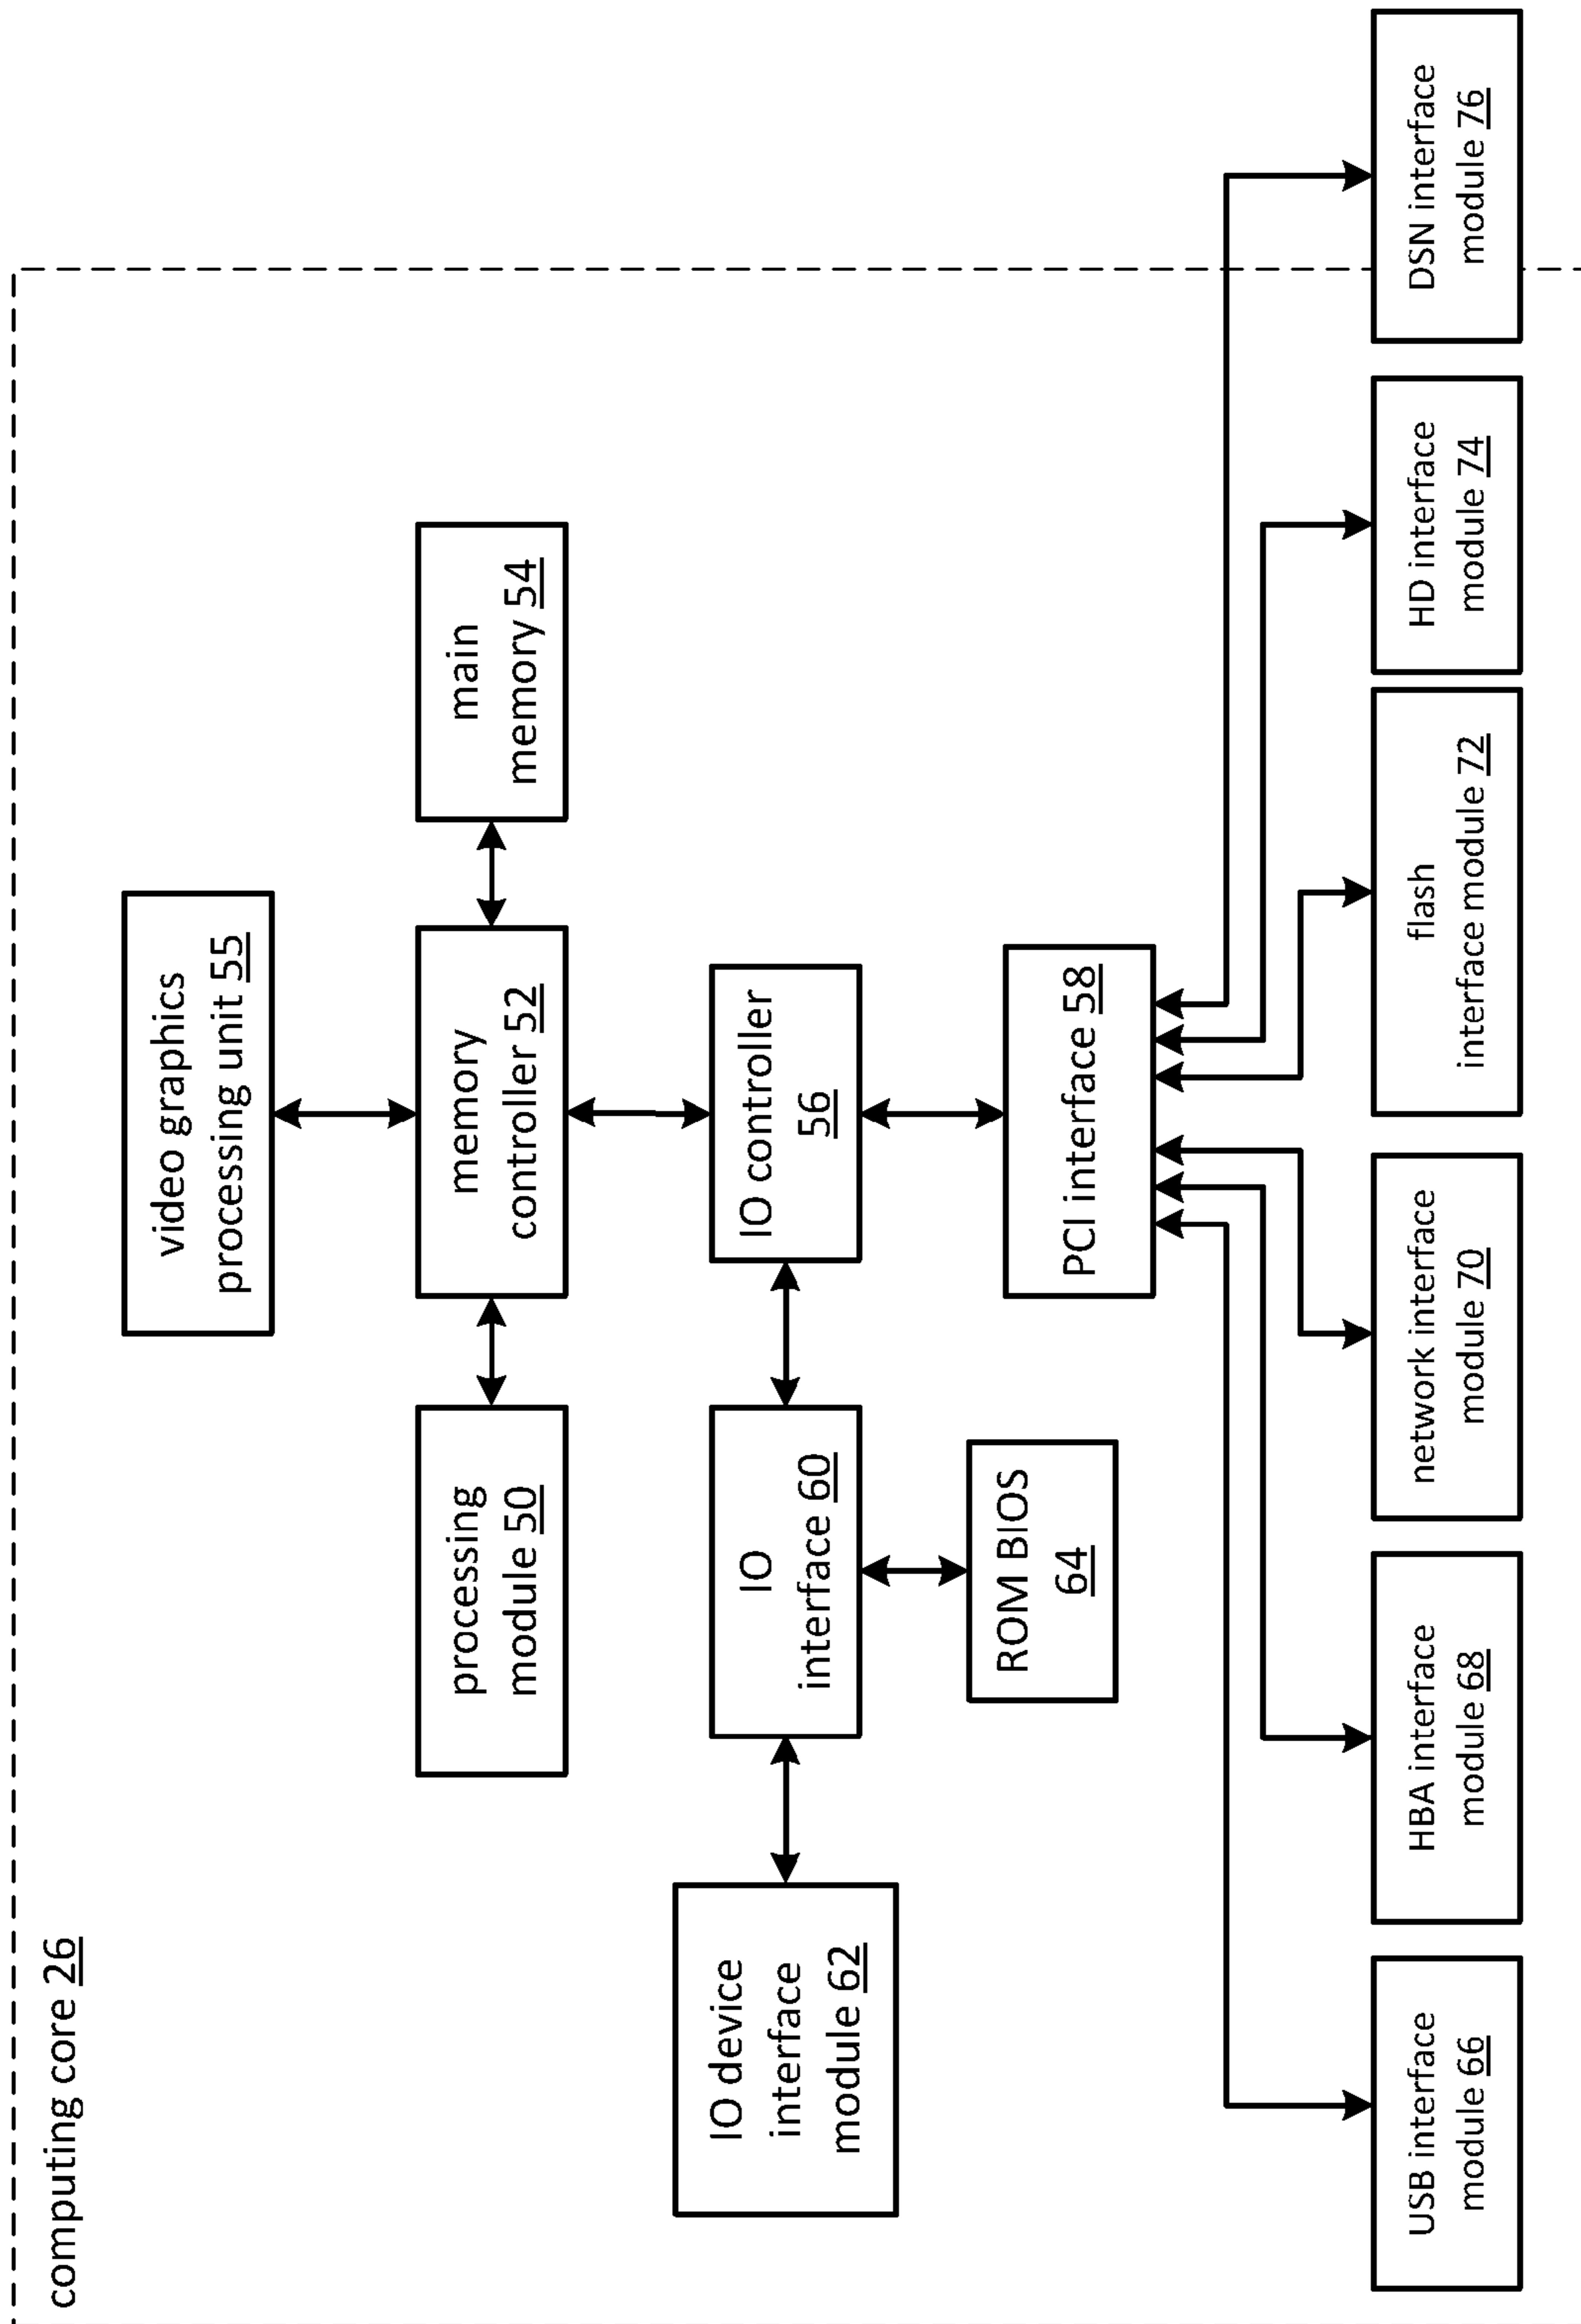 computing core 26
video graphics
processing unit 55
processing
module 50
memory
controller 52
main
memory 54
IO device
interface
module 62
IO
interface 60
IO controller
56
ROM BIOS
64
PCI interface 58
USB interface
module 66
HBA interface
module 68
network interface
module 70
flash
interface module 72
HD interface
module 74
DSN interface
module 76